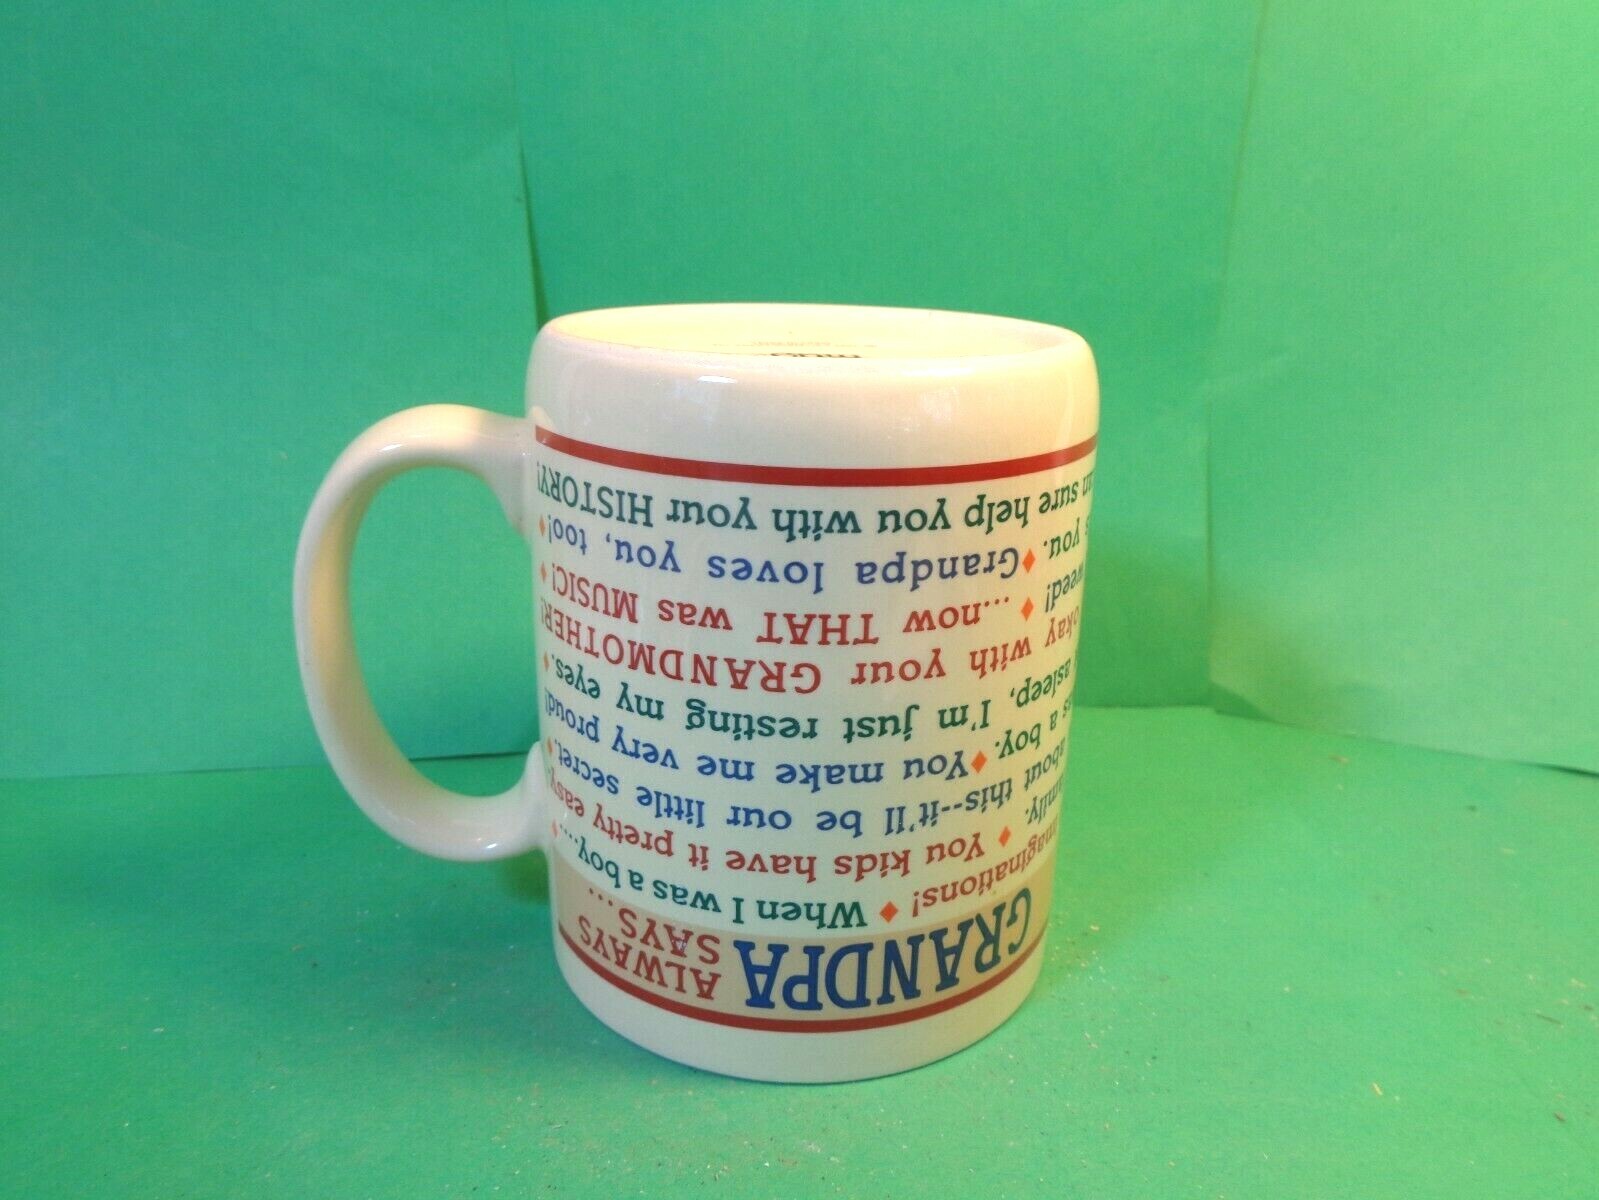 GRANDPA ALWAYS
SAYS...
imaginations! ♦ When I was a boy....♦
♦ You kids have it pretty easy.
about this--it'll be our little secret.♦
a boy. ♦You make me very proud!
asleep, I'm just resting my eyes.♦
okay with your GRANDMOTHER!
♦ ...now THAT was MUSIC!♦
you. ♦Grandpa loves you, too!♦
sure help you with your HISTORY!